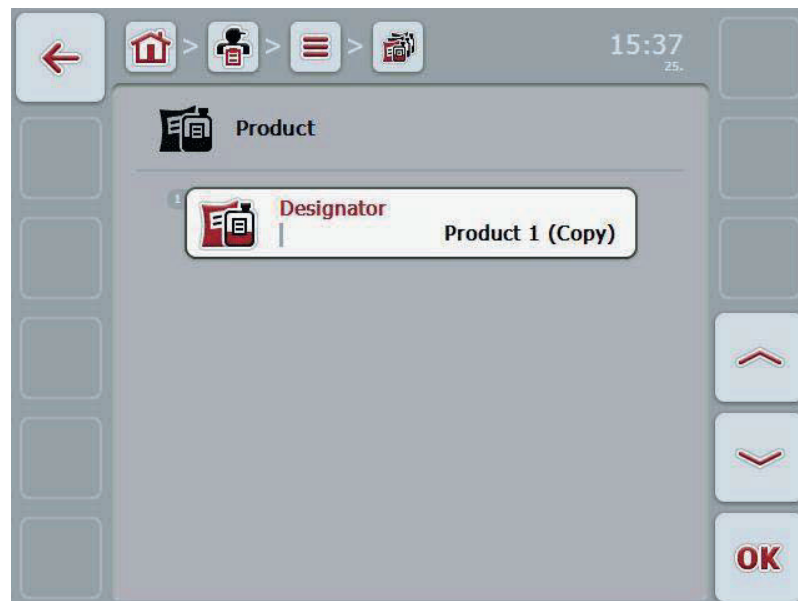 > > >
15:37
25.
Product
1
Designator
Product 1 (Copy)
OK